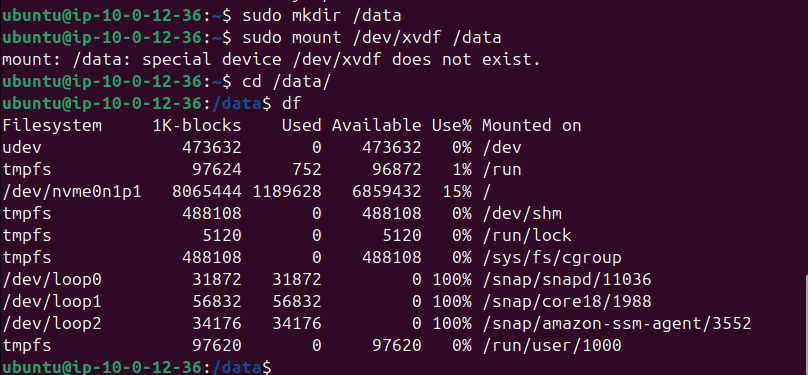 ubuntu@ip-10-0-12-36:~$ sudo mkdir /data
ubuntu@ip-10-0-12-36:~$ sudo mount /dev/xvdf /data
mount: /data: special device /dev/xvdf does not exist.
ubuntu@ip-10-0-12-36:~$ cd /data/
ubuntu@ip-10-0-12-36:/data$ df
Filesystem     1K-blocks    Used Available Use% Mounted on
udev              473632       0    473632   0% /dev
tmpfs              97624     752     96872   1% /run
/dev/nvme0n1p1   8065444 1189628   6859432  15% /
tmpfs             488108       0    488108   0% /dev/shm
tmpfs               5120       0      5120   0% /run/lock
tmpfs             488108       0    488108   0% /sys/fs/cgroup
/dev/loop0         31872   31872         0 100% /snap/snapd/11036
/dev/loop1         56832   56832         0 100% /snap/core18/1988
/dev/loop2         34176   34176         0 100% /snap/amazon-ssm-agent/3552
tmpfs              97620       0     97620   0% /run/user/1000
ubuntu@ip-10-0-12-36:/data$